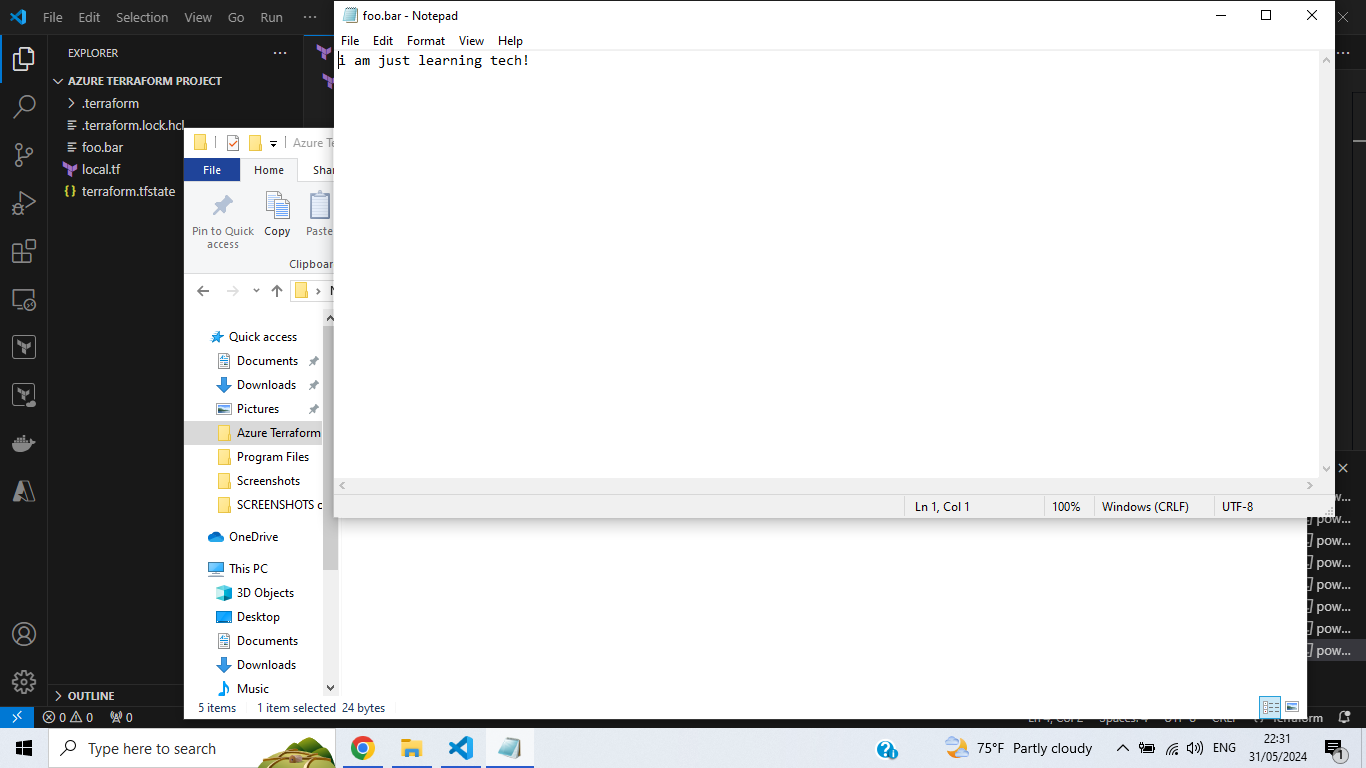 File Edit Selection View Go Run ···
foo.bar - Notepad
File Edit Format View Help
i am just learning tech!
EXPLORER
AZURE TERRAFORM PROJECT
.terraform
.terraform.lock.hcl
foo.bar
local.tf
terraform.tfstate
Azure Te
File Home Shar
Pin to Quick access
Copy
Paste
Clipboar
Quick access
Documents
Downloads
Pictures
Azure Terraform
Program Files
Screenshots
SCREENSHOTS o
OneDrive
This PC
3D Objects
Desktop
Documents
Downloads
Music
Ln 1, Col 1 100% Windows (CRLF) UTF-8
pow...
pow...
pow...
pow...
pow...
pow...
OUTLINE
5 items 1 item selected 24 bytes
0 0 0
Type here to search
75°F Partly cloudy
ENG
22:31
31/05/2024
1